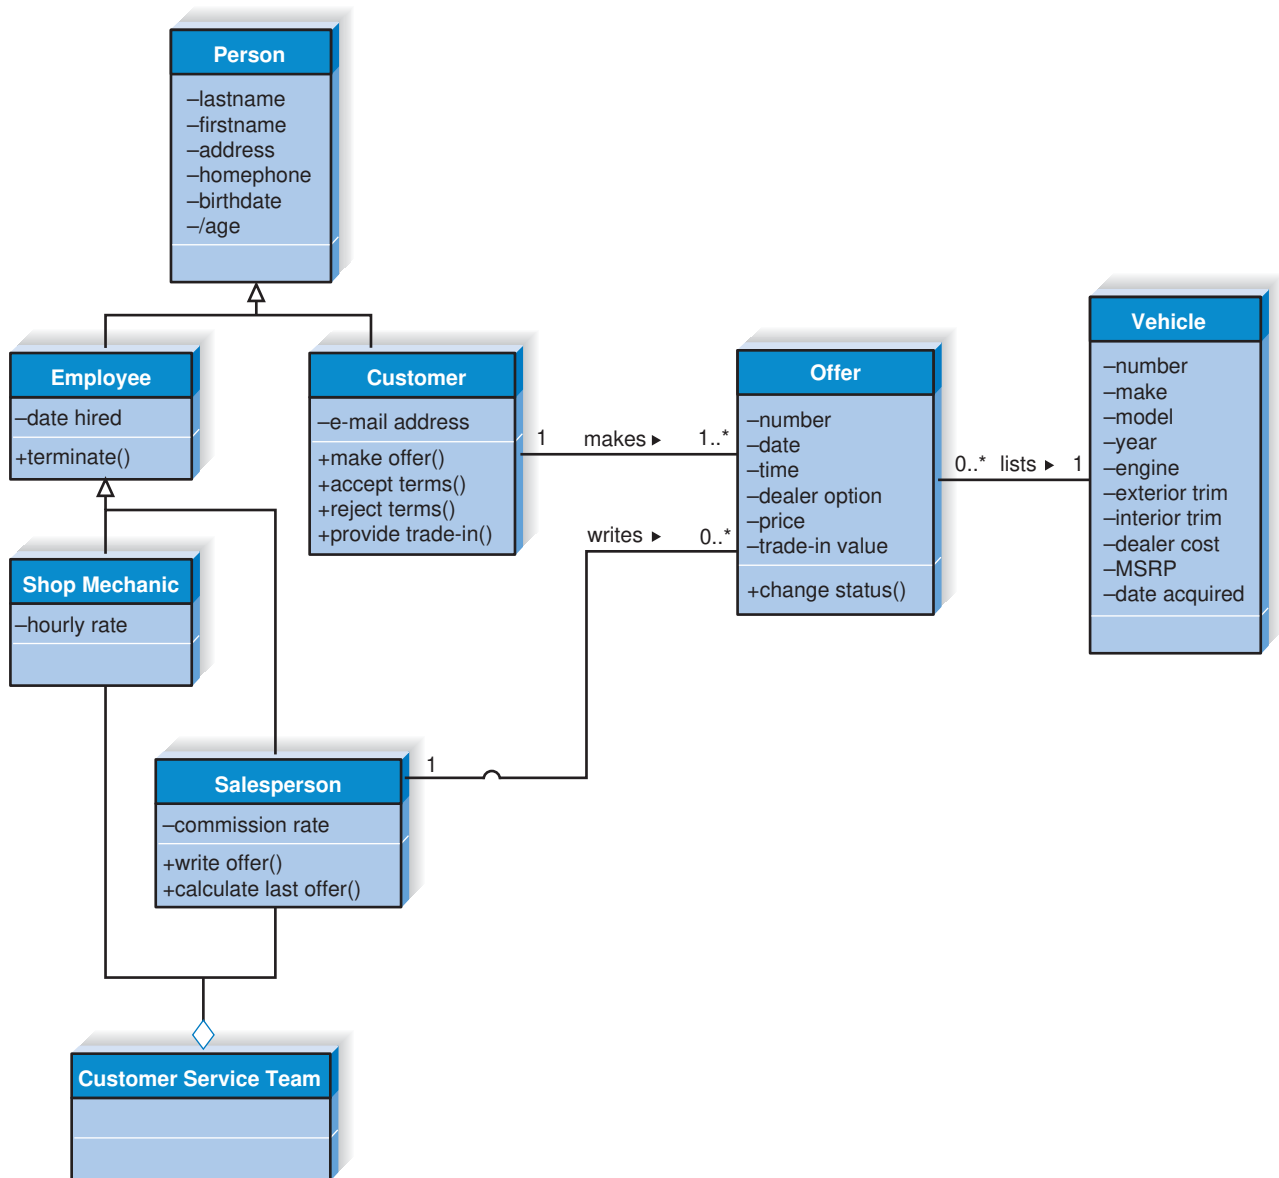 Person
–lastname
–firstname
–address
–homephone
–birthdate
–/age
Employee
–date hired
+terminate()
Customer
–e-mail address
+make offer()
+accept terms()
+reject terms()
+provide trade-in()
1 makes ▸ 1..*
Offer
–number
–date
–time
–dealer option
–price
–trade-in value
+change status()
0..* lists ▸ 1
Vehicle
–number
–make
–model
–year
–engine
–exterior trim
–interior trim
–dealer cost
–MSRP
–date acquired
writes ▸ 0..*
1
Shop Mechanic
–hourly rate
Salesperson
–commission rate
+write offer()
+calculate last offer()
Customer Service Team